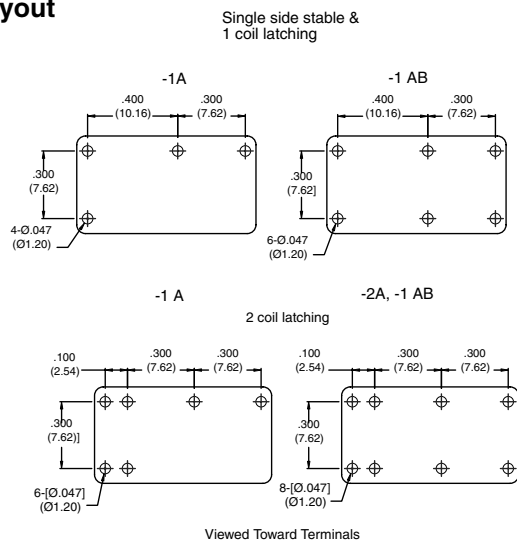 yout
Single side stable &
1 coil latching
-1A
-1 AB
.400
(10.16)
.300
(7.62)
.400
(10.16)
.300
(7.62)
.300
(7.62)
.300
(7.62]
4-Ø.047
(Ø1.20)
6-Ø.047
(Ø1.20)
-1 A
-2A, -1 AB
2 coil latching
.100
(2.54)
.300
(7.62)
.300
(7.62)
.100
(2.54)
.300
(7.62)
.300
(7.62)
.300
(7.62)]
.300
(7.62)
6-[Ø.047]
(Ø1.20)
8-[Ø.047]
(Ø1.20)
Viewed Toward Terminals